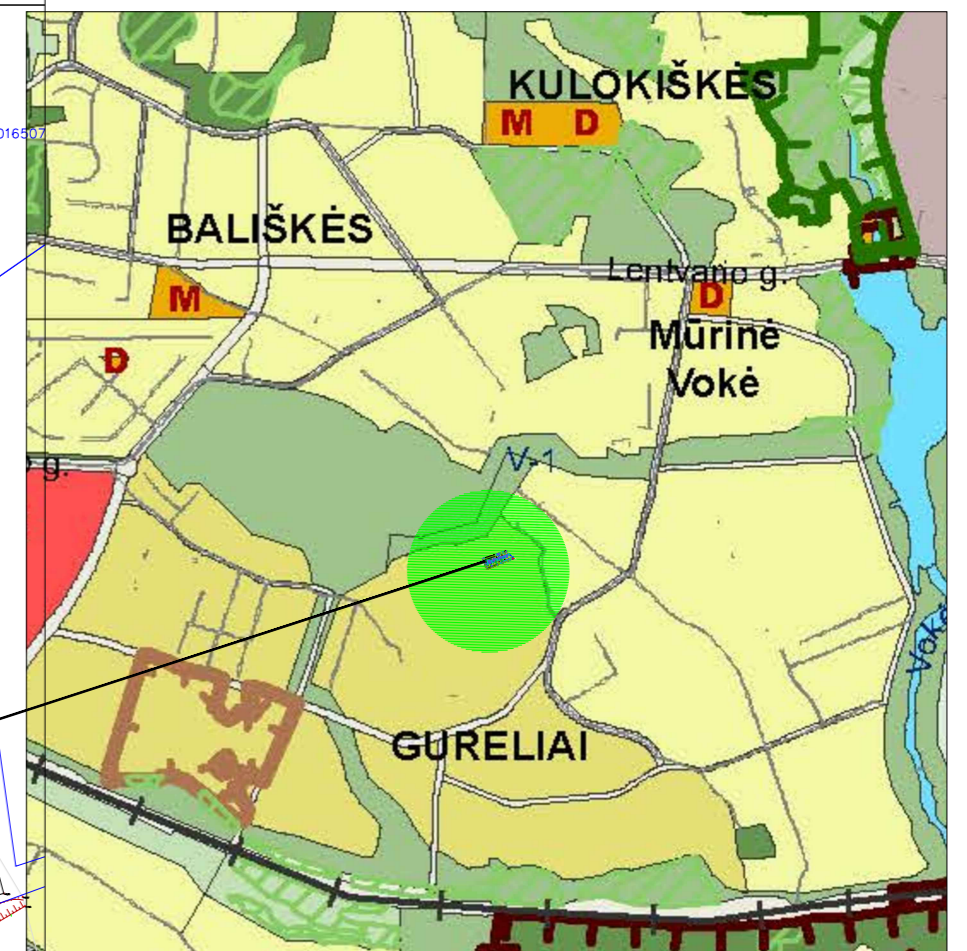 KULOKIŠKĖS
M D
016507
BALIŠKĖS
Lentvario g.
M
D
Mūrinė
Vokė
D
V-1
g.
Vokė
GURELIAI